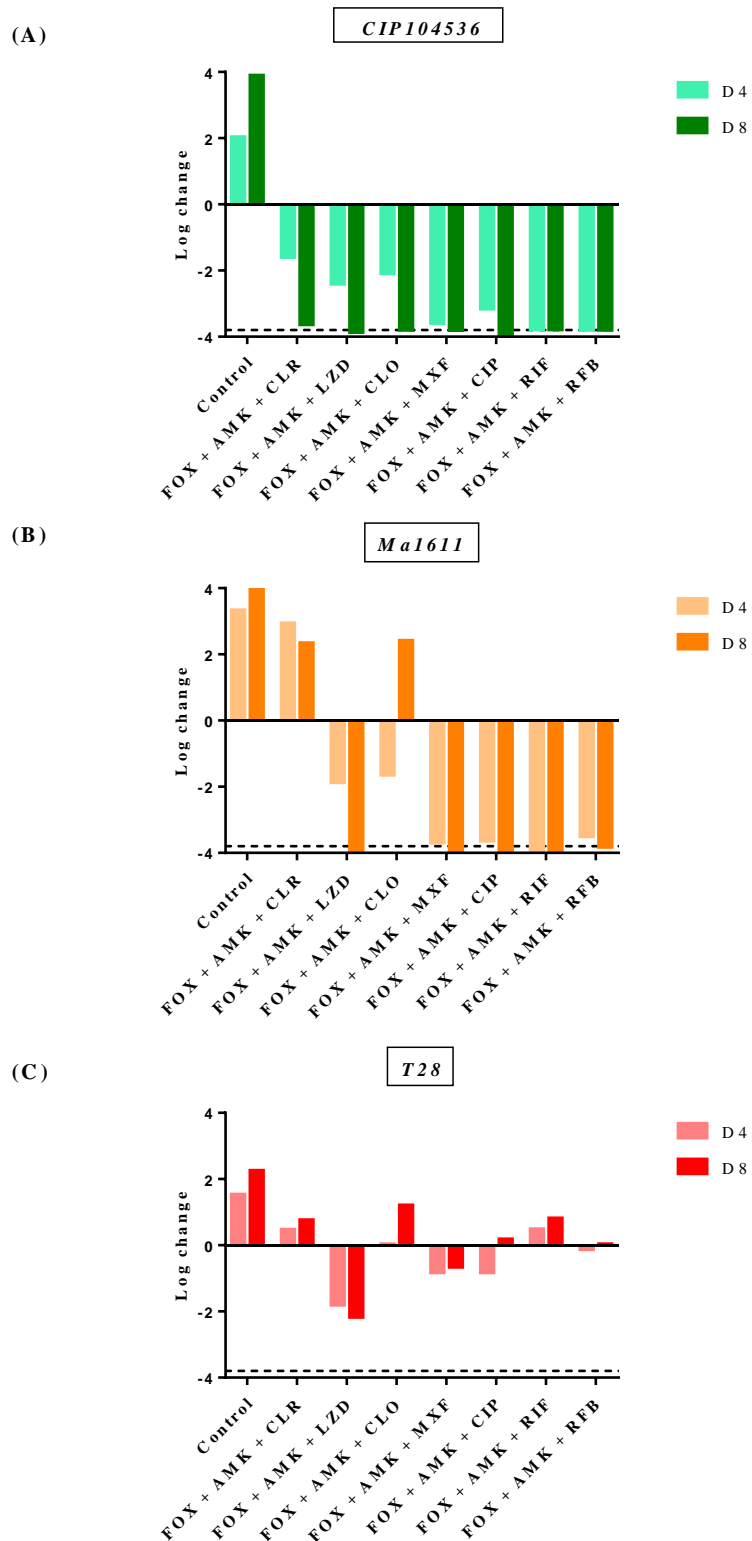 (A)
CIP104536
4
2
0
-2
-4
Log change
D 4
D 8
Control
FOX + AMK + CLR
FOX + AMK + LZD
FOX + AMK + CLO
FOX + AMK + MXF
FOX + AMK + CIP
FOX + AMK + RIF
FOX + AMK + RFB
(B)
Ma1611
4
2
0
-2
-4
Log change
D 4
D 8
Control
FOX + AMK + CLR
FOX + AMK + LZD
FOX + AMK + CLO
FOX + AMK + MXF
FOX + AMK + CIP
FOX + AMK + RIF
FOX + AMK + RFB
(C)
T28
4
2
0
-2
-4
Log change
D 4
D 8
Control
FOX + AMK + CLR
FOX + AMK + LZD
FOX + AMK + CLO
FOX + AMK + MXF
FOX + AMK + CIP
FOX + AMK + RIF
FOX + AMK + RFB